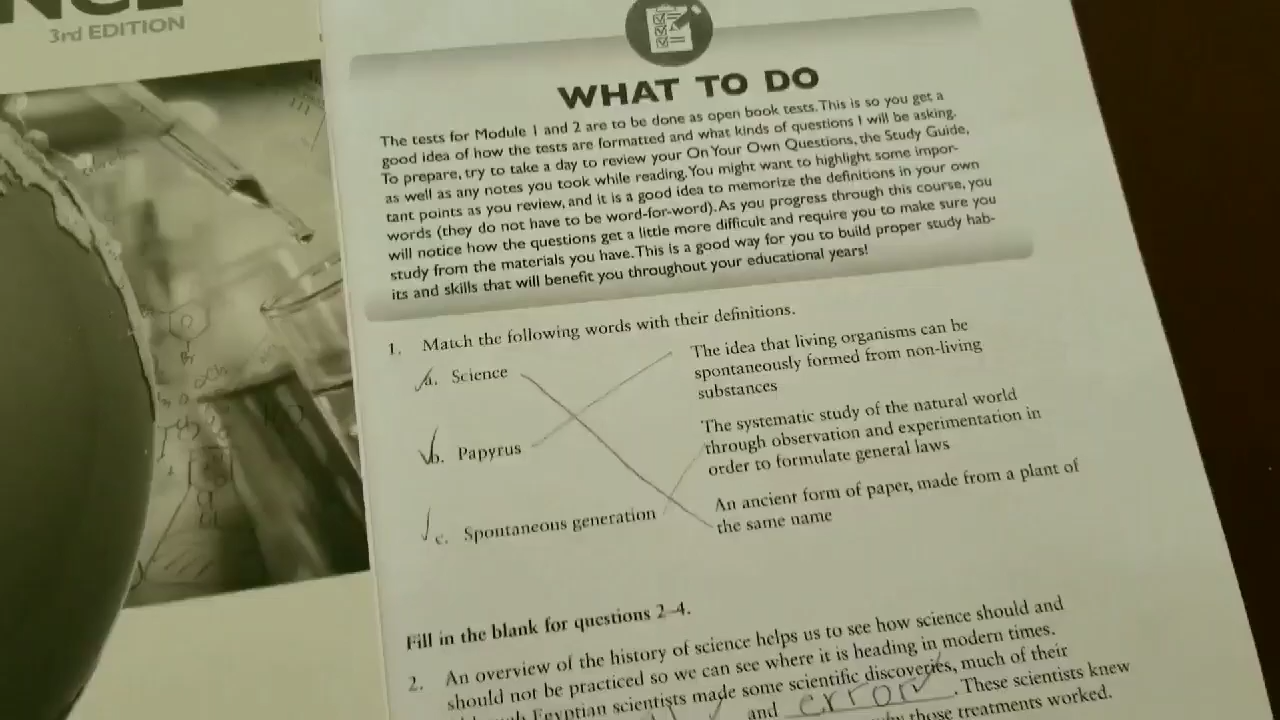 3rd EDITION
WHAT TO DO
The tests for Module 1 and 2 are to be done as open book tests. This is so you get a
good idea of how the tests are formatted and what kinds of questions I will be asking.
To prepare, try to take a day to review your On Your Own Questions, the Study Guide,
as well as any notes you took while reading. You might want to highlight some impor-
tant points as you review, and it is a good idea to memorize the definitions in your own
words (they do not have to be word-for-word). As you progress through this course, you
will notice how the questions get a little more difficult and require you to make sure you
study from the materials you have. This is a good way for you to build proper study hab-
its and skills that will benefit you throughout your educational years!
1. Match the following words with their definitions.
a. Science
The idea that living organisms can be
spontaneously formed from non-living
substances
b. Papyrus
The systematic study of the natural world
through observation and experimentation in
order to formulate general laws
c. Spontaneous generation
An ancient form of paper, made from a plant of
the same name
Fill in the blank for questions 2–4.
2. An overview of the history of science helps us to see how science should and
should not be practiced so we can see where it is heading in modern times.
Egyptian scientists made some scientific discoveries, much of their
and error. These scientists knew
those treatments worked.